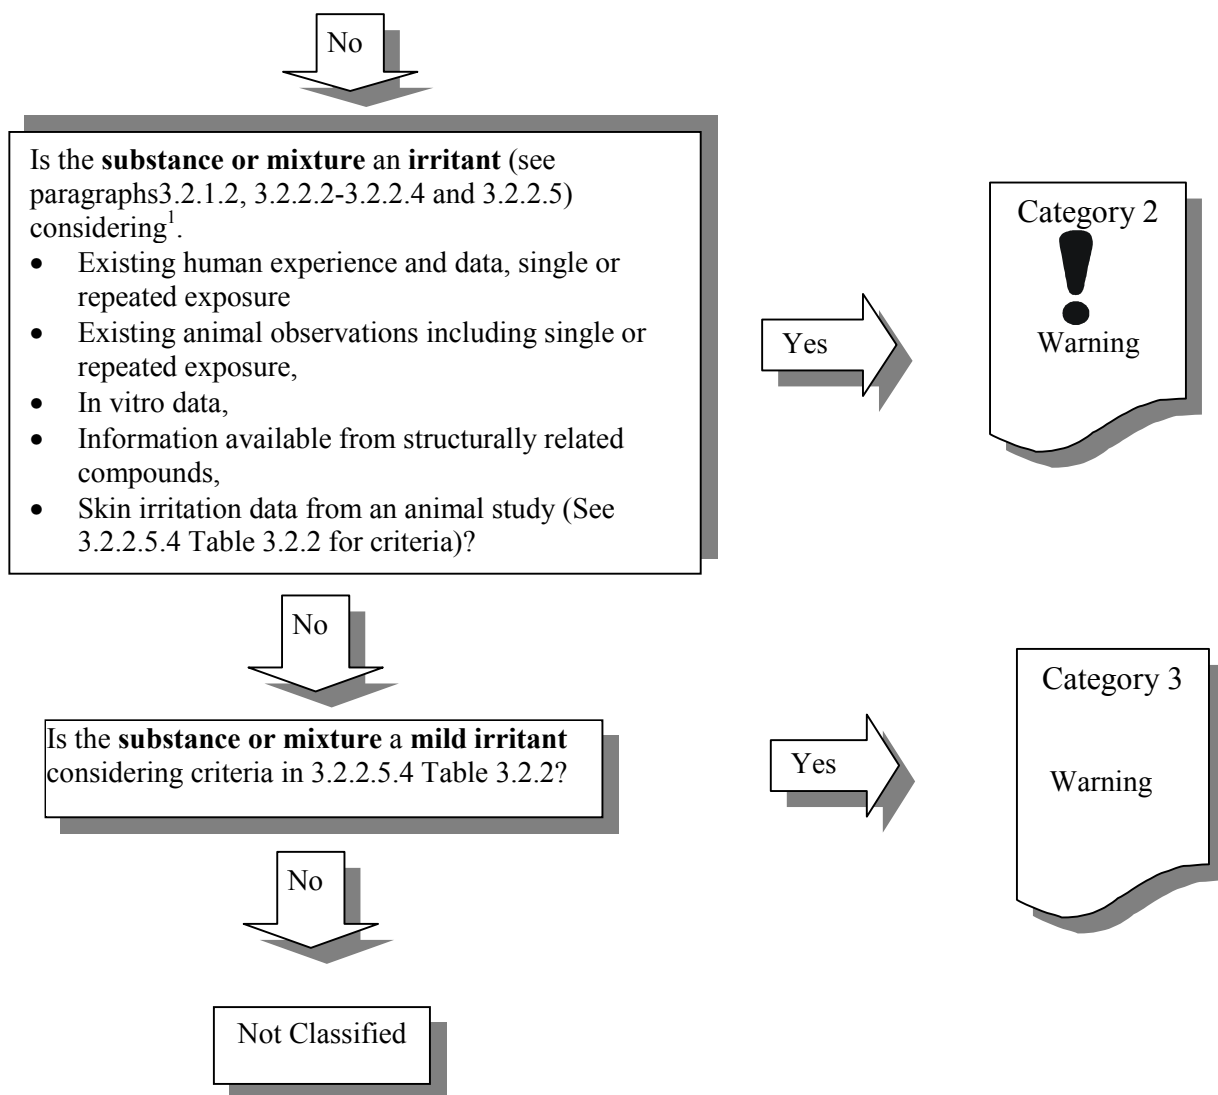 No
Is the substance or mixture an irritant (see
paragraphs3.2.1.2, 3.2.2.2-3.2.2.4 and 3.2.2.5)
considering1.
• Existing human experience and data, single or
repeated exposure
• Existing animal observations including single or
repeated exposure,
• In vitro data,
• Information available from structurally related
compounds,
• Skin irritation data from an animal study (See
3.2.2.5.4 Table 3.2.2 for criteria)?
Yes
Category 2
!
Warning
No
Is the substance or mixture a mild irritant
considering criteria in 3.2.2.5.4 Table 3.2.2?
Yes
Category 3
Warning
No
Not Classified